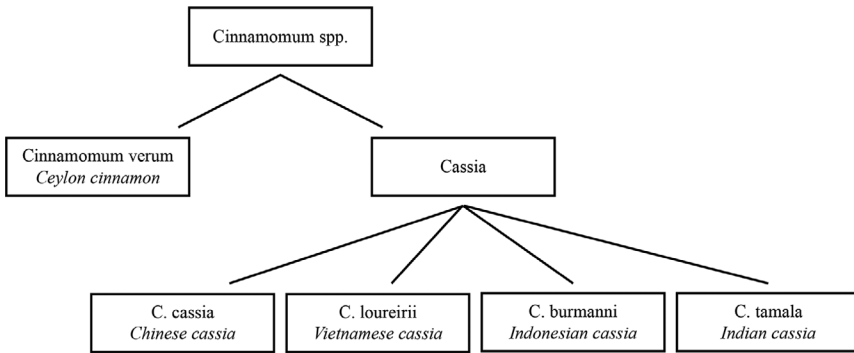 Cinnamomum spp.
Cinnamomum verum
Ceylon cinnamon
Cassia
C. cassia
Chinese cassia
C. loureirii
Vietnamese cassia
C. burmanni
Indonesian cassia
C. tamala
Indian cassia